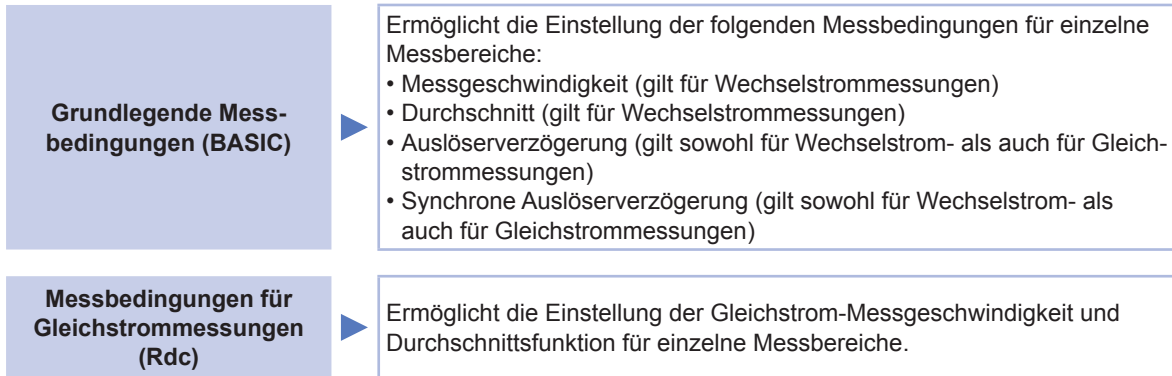 Grundlegende Mess-
bedingungen (BASIC)
Ermöglicht die Einstellung der folgenden Messbedingungen für einzelne
Messbereiche:
• Messgeschwindigkeit (gilt für Wechselstrommessungen)
• Durchschnitt (gilt für Wechselstrommessungen)
• Auslöserverzögerung (gilt sowohl für Wechselstrom- als auch für Gleich-
strommessungen)
• Synchrone Auslöserverzögerung (gilt sowohl für Wechselstrom- als
auch für Gleichstrommessungen)
Messbedingungen für
Gleichstrommessungen
(Rdc)
Ermöglicht die Einstellung der Gleichstrom-Messgeschwindigkeit und
Durchschnittsfunktion für einzelne Messbereiche.